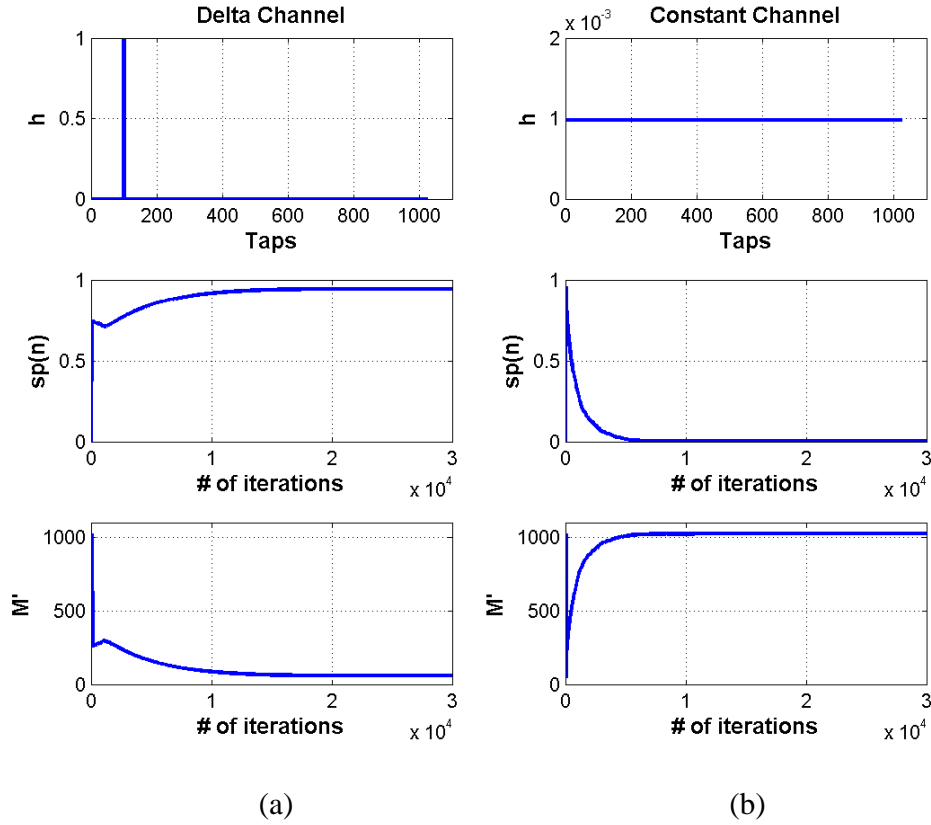 Delta Channel
1
0.5
0
h
0 200 400 600 800 1000
Taps
1
0.5
0
sp(n)
0 1 2 3
# of iterations
x 10^4
1000
500
0
M'
0 1 2 3
# of iterations
x 10^4
(a)
Constant Channel
x 10^-3
2
1
0
h
0 200 400 600 800 1000
Taps
1
0.5
0
sp(n)
0 1 2 3
# of iterations
x 10^4
1000
500
0
M'
0 1 2 3
# of iterations
x 10^4
(b)